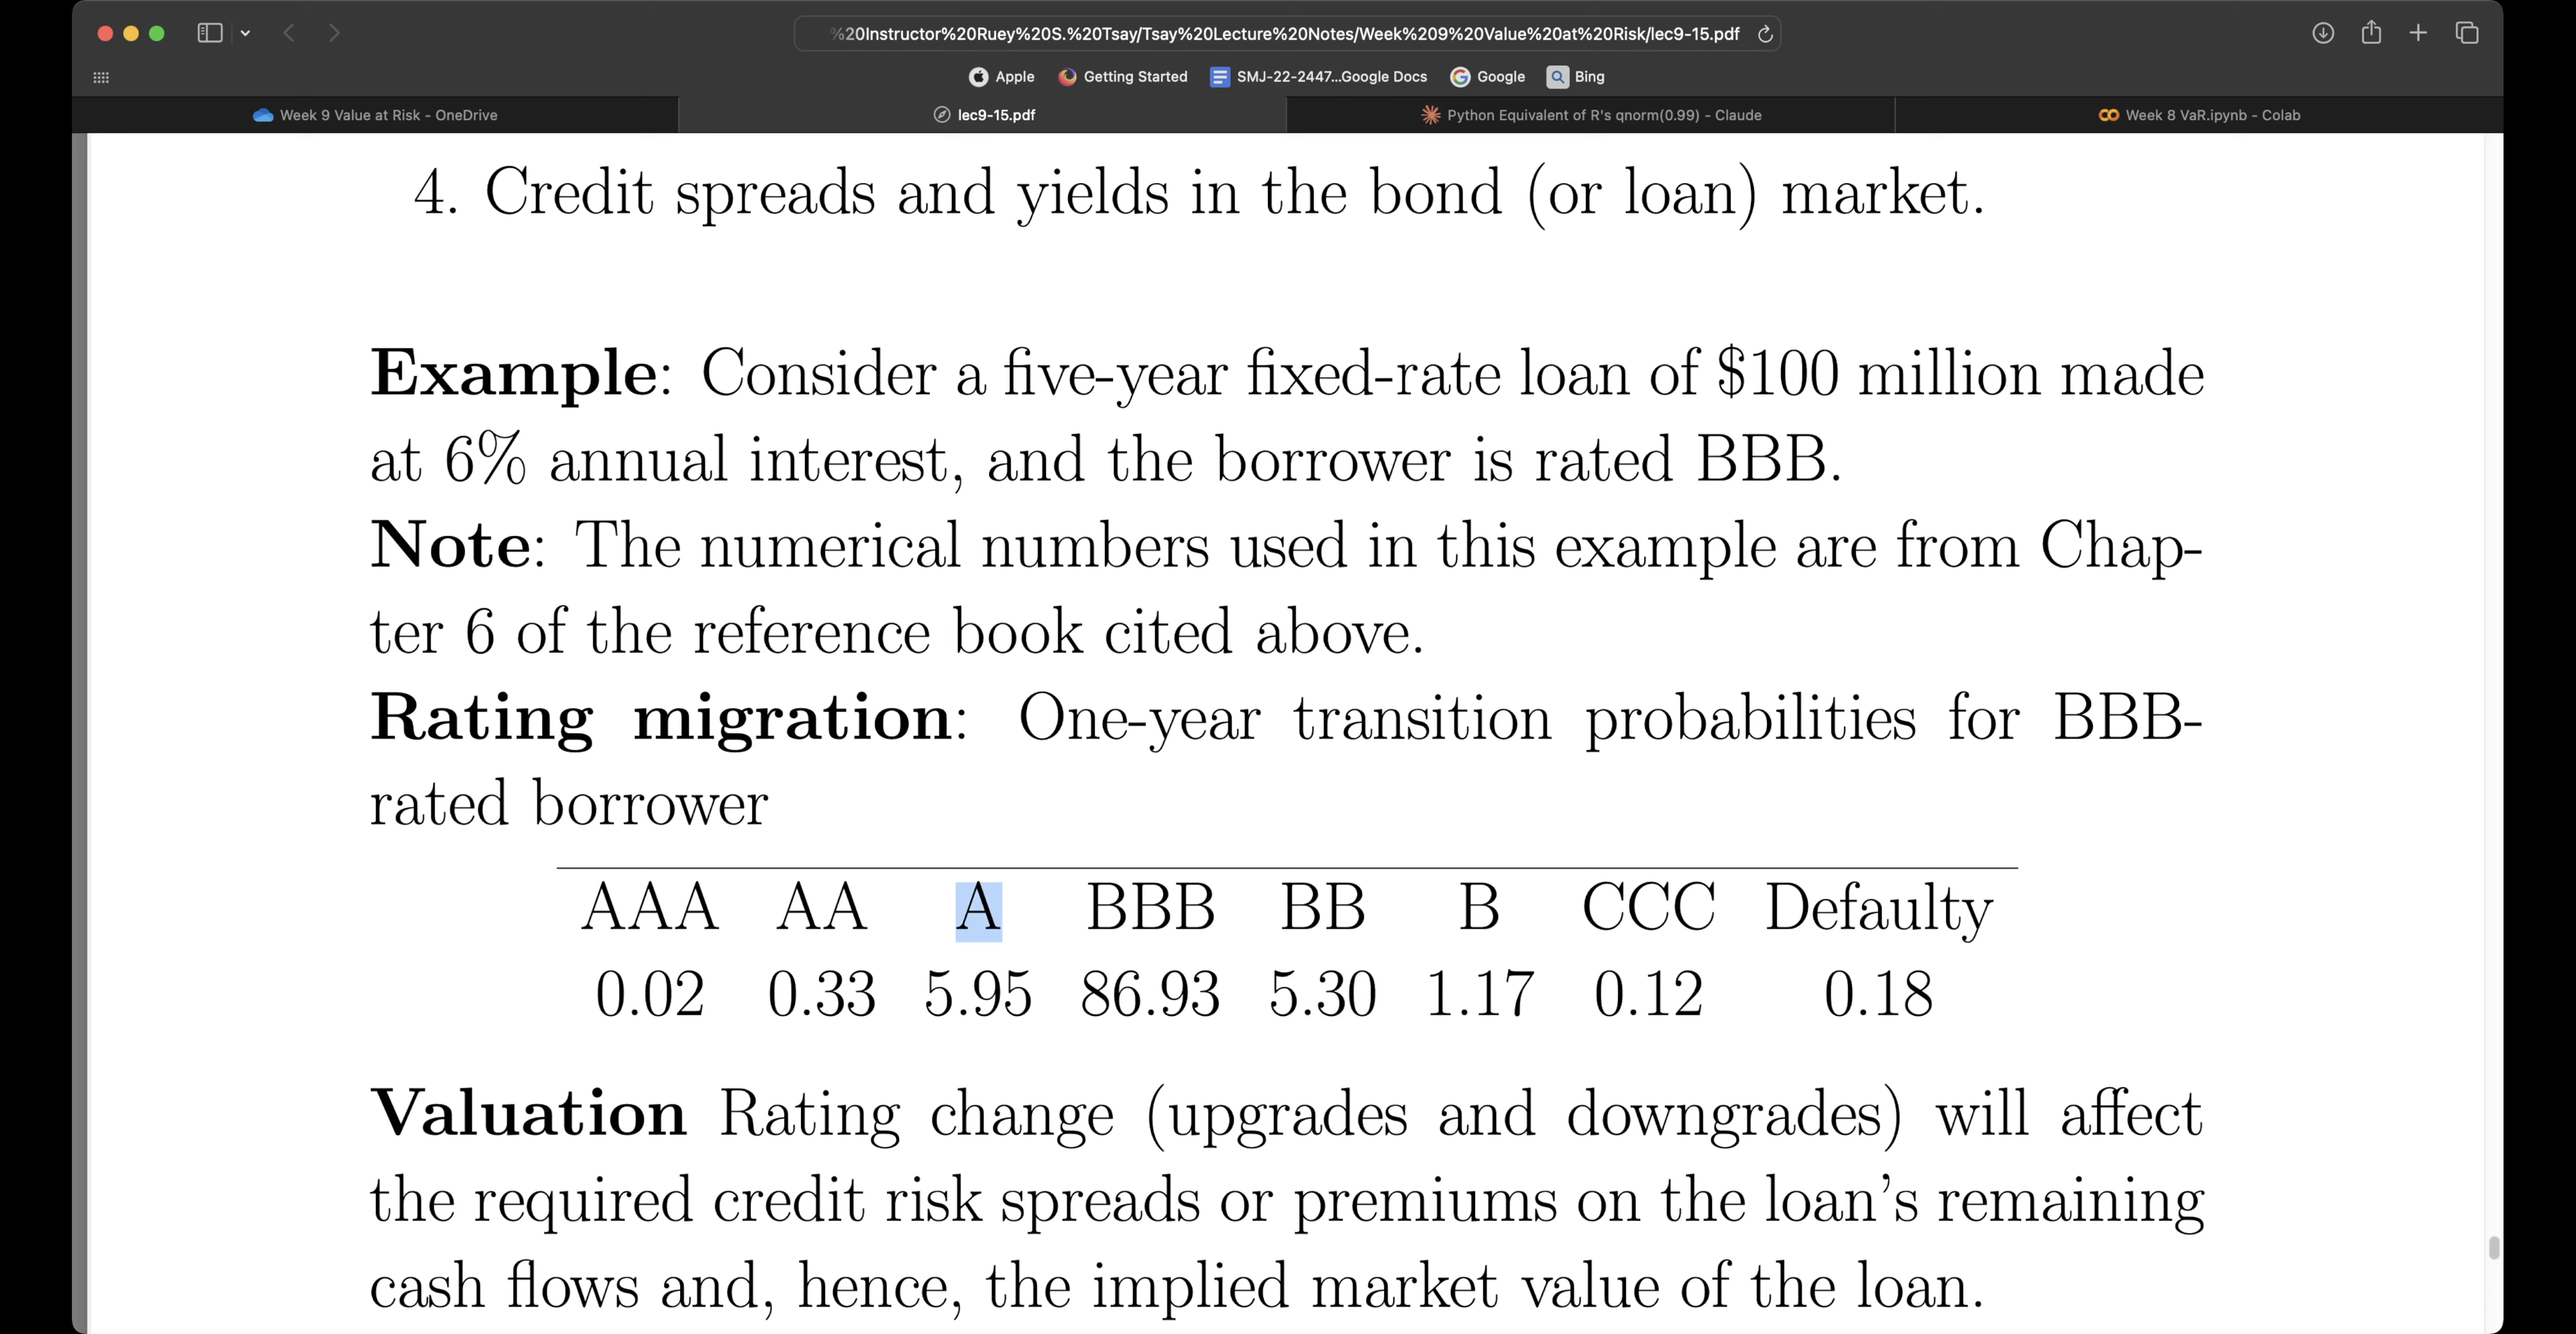 %20Instructor%20Ruey%20S.%20Tsay/Tsay%20Lecture%20Notes/Week%209%20Value%20at%20Risk/lec9-15.pdf
Apple Getting Started SMJ-22-2447...Google Docs Google Bing
Week 9 Value at Risk - OneDrive lec9-15.pdf Python Equivalent of R's qnorm(0.99) - Claude Week 8 VaR.ipynb - Colab
4. Credit spreads and yields in the bond (or loan) market.
Example: Consider a five-year fixed-rate loan of $100 million made
at 6% annual interest, and the borrower is rated BBB.
Note: The numerical numbers used in this example are from Chap-
ter 6 of the reference book cited above.
Rating migration: One-year transition probabilities for BBB-
rated borrower
AAA AA A BBB BB B CCC Defaulty
0.02 0.33 5.95 86.93 5.30 1.17 0.12 0.18
Valuation Rating change (upgrades and downgrades) will affect
the required credit risk spreads or premiums on the loan's remaining
cash flows and, hence, the implied market value of the loan.